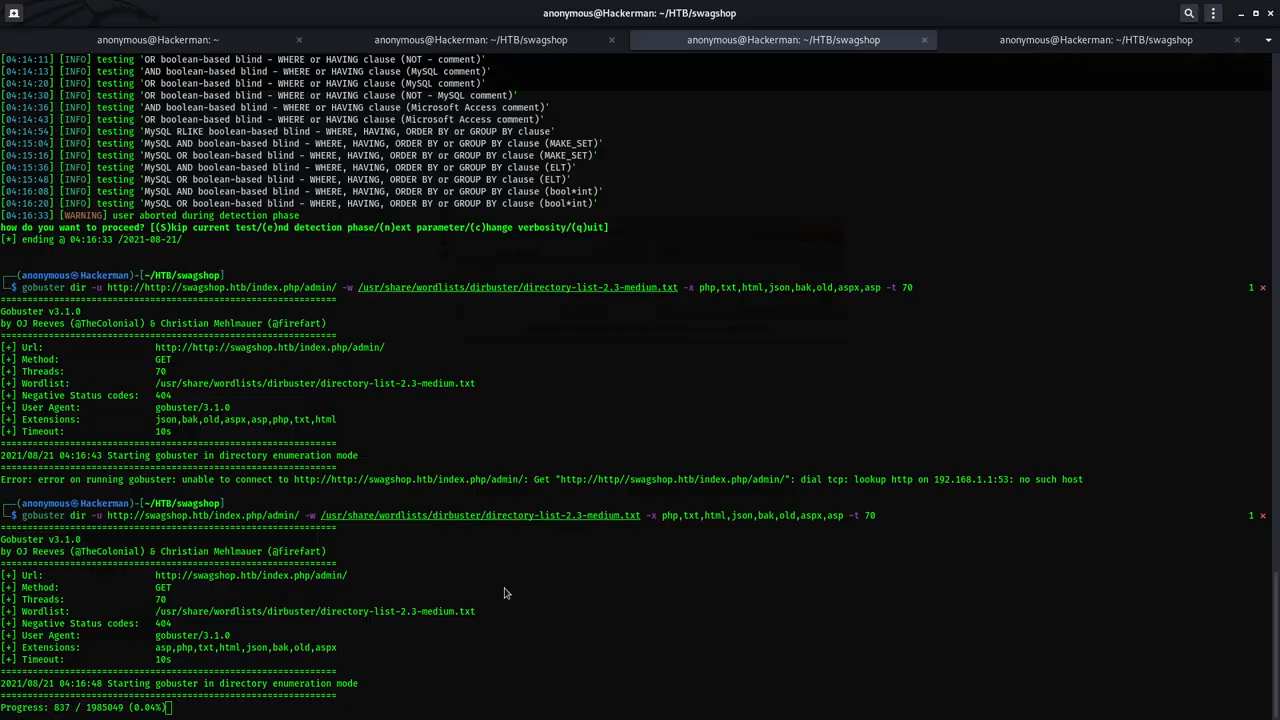 anonymous@Hackerman: ~/HTB/swagshop
anonymous@Hackerman: ~
anonymous@Hackerman: ~/HTB/swagshop
anonymous@Hackerman: ~/HTB/swagshop
anonymous@Hackerman: ~/HTB/swagshop
[04:14:11] [INFO] testing 'OR boolean-based blind - WHERE or HAVING clause (NOT - comment)'
[04:14:13] [INFO] testing 'AND boolean-based blind - WHERE or HAVING clause (MySQL comment)'
[04:14:20] [INFO] testing 'OR boolean-based blind - WHERE or HAVING clause (MySQL comment)'
[04:14:30] [INFO] testing 'OR boolean-based blind - WHERE or HAVING clause (NOT - MySQL comment)'
[04:14:36] [INFO] testing 'AND boolean-based blind - WHERE or HAVING clause (Microsoft Access comment)'
[04:14:43] [INFO] testing 'OR boolean-based blind - WHERE or HAVING clause (Microsoft Access comment)'
[04:14:54] [INFO] testing 'MySQL RLIKE boolean-based blind - WHERE, HAVING, ORDER BY or GROUP BY clause'
[04:15:04] [INFO] testing 'MySQL AND boolean-based blind - WHERE, HAVING, ORDER BY or GROUP BY clause (MAKE_SET)'
[04:15:16] [INFO] testing 'MySQL OR boolean-based blind - WHERE, HAVING, ORDER BY or GROUP BY clause (MAKE_SET)'
[04:15:36] [INFO] testing 'MySQL AND boolean-based blind - WHERE, HAVING, ORDER BY or GROUP BY clause (ELT)'
[04:15:48] [INFO] testing 'MySQL OR boolean-based blind - WHERE, HAVING, ORDER BY or GROUP BY clause (ELT)'
[04:16:08] [INFO] testing 'MySQL AND boolean-based blind - WHERE, HAVING, ORDER BY or GROUP BY clause (bool*int)'
[04:16:20] [INFO] testing 'MySQL OR boolean-based blind - WHERE, HAVING, ORDER BY or GROUP BY clause (bool*int)'
[04:16:33] [WARNING] user aborted during detection phase
how do you want to proceed? [(S)kip current test/(e)nd detection phase/(n)ext parameter/(c)hange verbosity/(q)uit]
[*] ending @ 04:16:33 /2021-08-21/
┌──(anonymous㉿Hackerman)-[~/HTB/swagshop]
└─$ gobuster dir -u http://http://swagshop.htb/index.php/admin/ -w /usr/share/wordlists/dirbuster/directory-list-2.3-medium.txt -x php,txt,html,json,bak,old,aspx,asp -t 70 1 ⨯
===============================================================
Gobuster v3.1.0
by OJ Reeves (@TheColonial) & Christian Mehlmauer (@firefart)
===============================================================
[+] Url: http://http://swagshop.htb/index.php/admin/
[+] Method: GET
[+] Threads: 70
[+] Wordlist: /usr/share/wordlists/dirbuster/directory-list-2.3-medium.txt
[+] Negative Status codes: 404
[+] User Agent: gobuster/3.1.0
[+] Extensions: json,bak,old,aspx,asp,php,txt,html
[+] Timeout: 10s
===============================================================
2021/08/21 04:16:43 Starting gobuster in directory enumeration mode
===============================================================
Error: error on running gobuster: unable to connect to http://http://swagshop.htb/index.php/admin/: Get "http://http//swagshop.htb/index.php/admin/": dial tcp: lookup http on 192.168.1.1:53: no such host
┌──(anonymous㉿Hackerman)-[~/HTB/swagshop]
└─$ gobuster dir -u http://swagshop.htb/index.php/admin/ -w /usr/share/wordlists/dirbuster/directory-list-2.3-medium.txt -x php,txt,html,json,bak,old,aspx,asp -t 70 1 ⨯
===============================================================
Gobuster v3.1.0
by OJ Reeves (@TheColonial) & Christian Mehlmauer (@firefart)
===============================================================
[+] Url: http://swagshop.htb/index.php/admin/
[+] Method: GET
[+] Threads: 70
[+] Wordlist: /usr/share/wordlists/dirbuster/directory-list-2.3-medium.txt
[+] Negative Status codes: 404
[+] User Agent: gobuster/3.1.0
[+] Extensions: asp,php,txt,html,json,bak,old,aspx
[+] Timeout: 10s
===============================================================
2021/08/21 04:16:48 Starting gobuster in directory enumeration mode
===============================================================
Progress: 837 / 1985049 (0.04%)